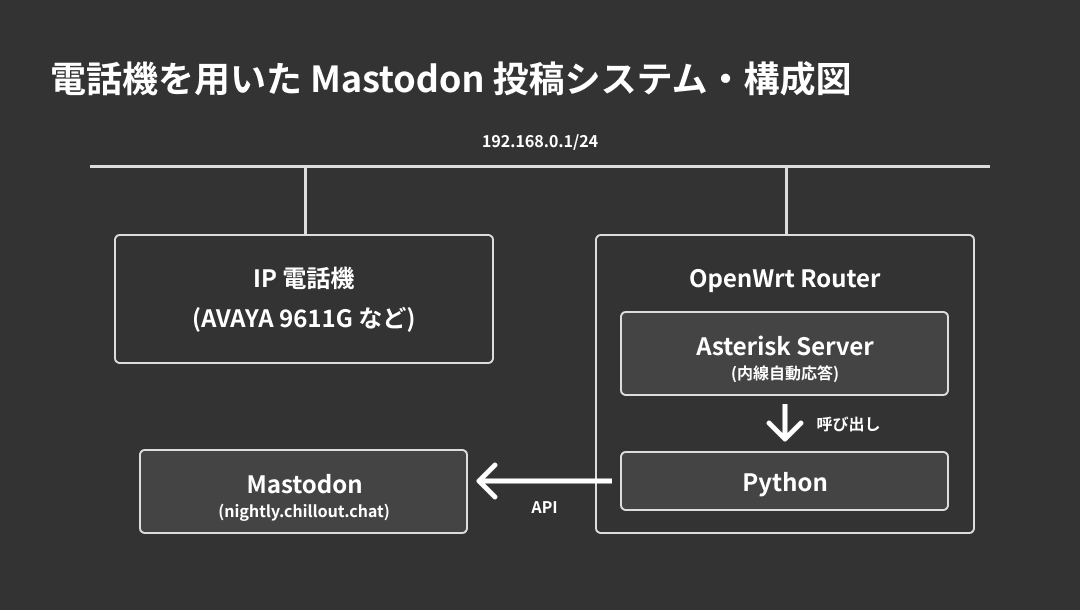 電話機を用いた Mastodon 投稿システム・構成図
192.168.0.1/24
IP 電話機
(AVAYA 9611G など)
OpenWrt Router
Asterisk Server
(内線自動応答)
呼び出し
Python
API
Mastodon
(nightly.chillout.chat)